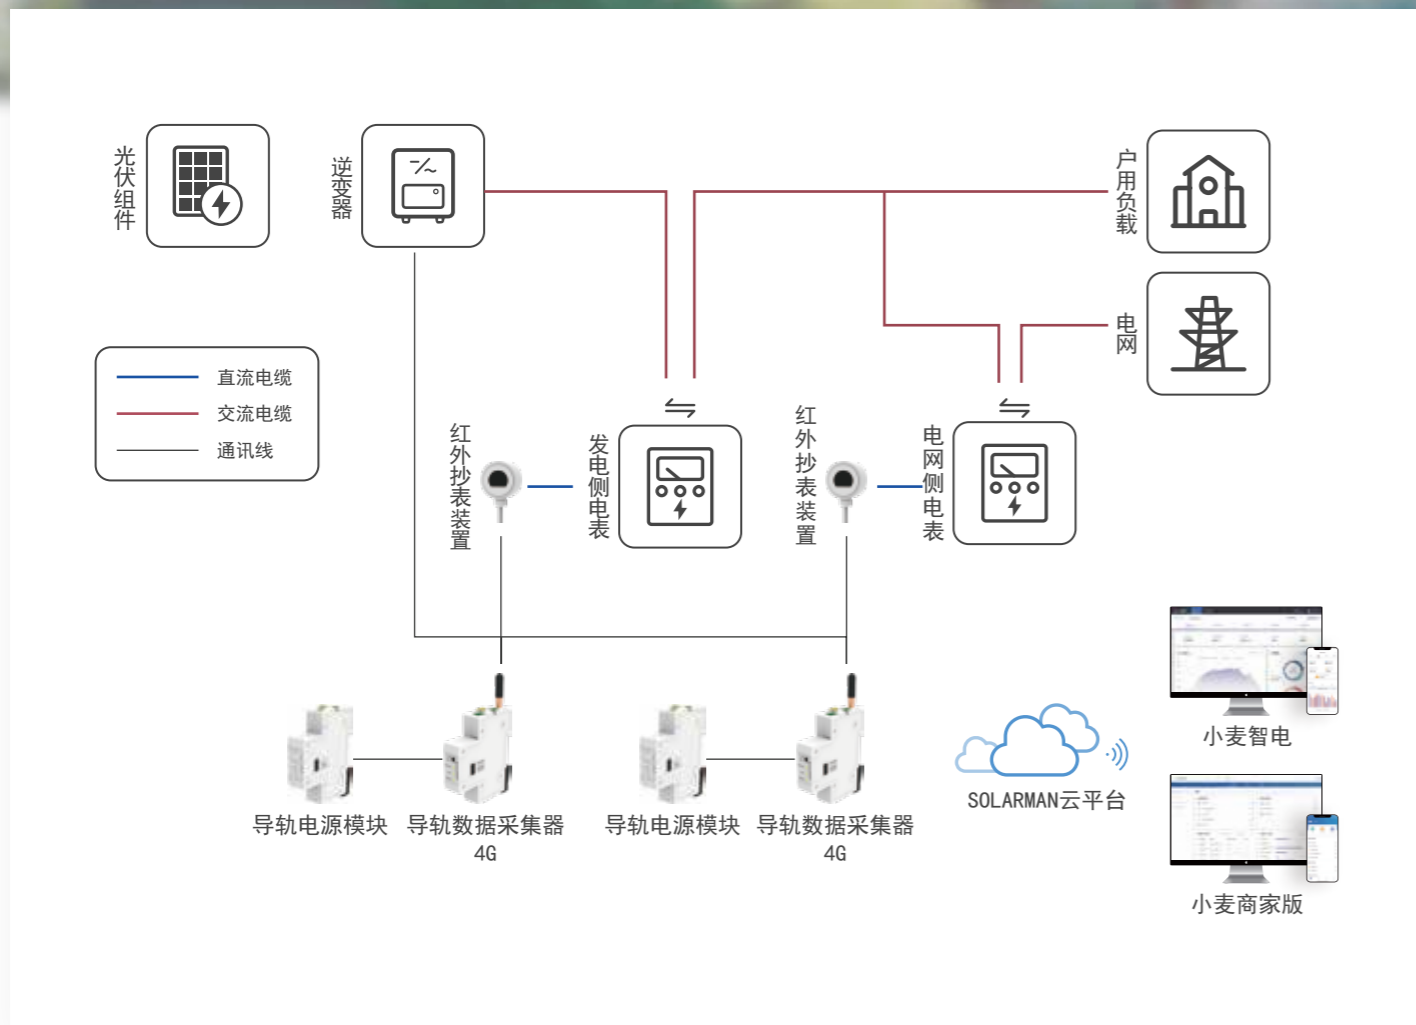 光伏组件
逆变器
户用负载
电网
直流电缆
交流电缆
通讯线
红外抄表装置
发电侧电表
红外抄表装置
电网侧电表
导轨电源模块
导轨数据采集器
4G
导轨电源模块
导轨数据采集器
4G
SOLARMAN云平台
小麦智电
小麦商家版